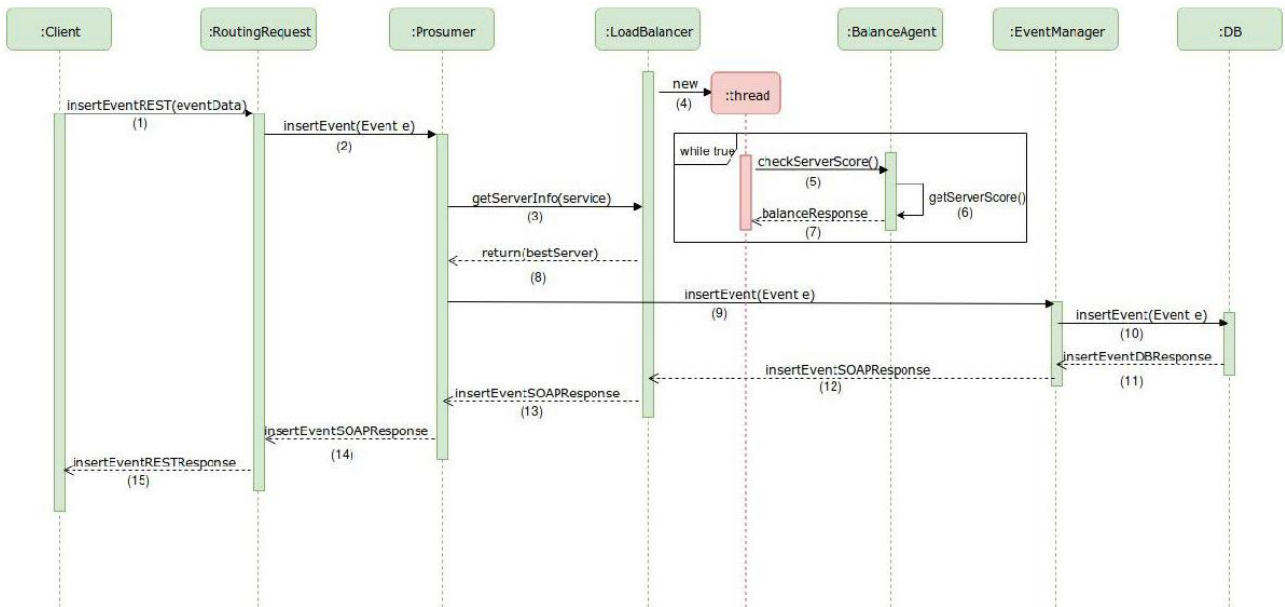 :Client
:RoutingRequest
:Prosumer
:LoadBalancer
:BalanceAgent
:EventManager
:DB
new
(4)
:thread
insertEventREST(eventData)
(1)
insertEvent(Event e)
(2)
while true
checkServerScore()
(5)
getServerInfo(service)
(3)
getServerScore()
(6)
balanceResponse
(7)
return(bestServer)
(8)
insertEvent(Event e)
(9)
insertEvent(Event e)
(10)
insertEventDBResponse
(11)
insertEventSOAPResponse
(12)
insertEventSOAPResponse
(13)
insertEventSOAPResponse
(14)
insertEventRESTResponse
(15)